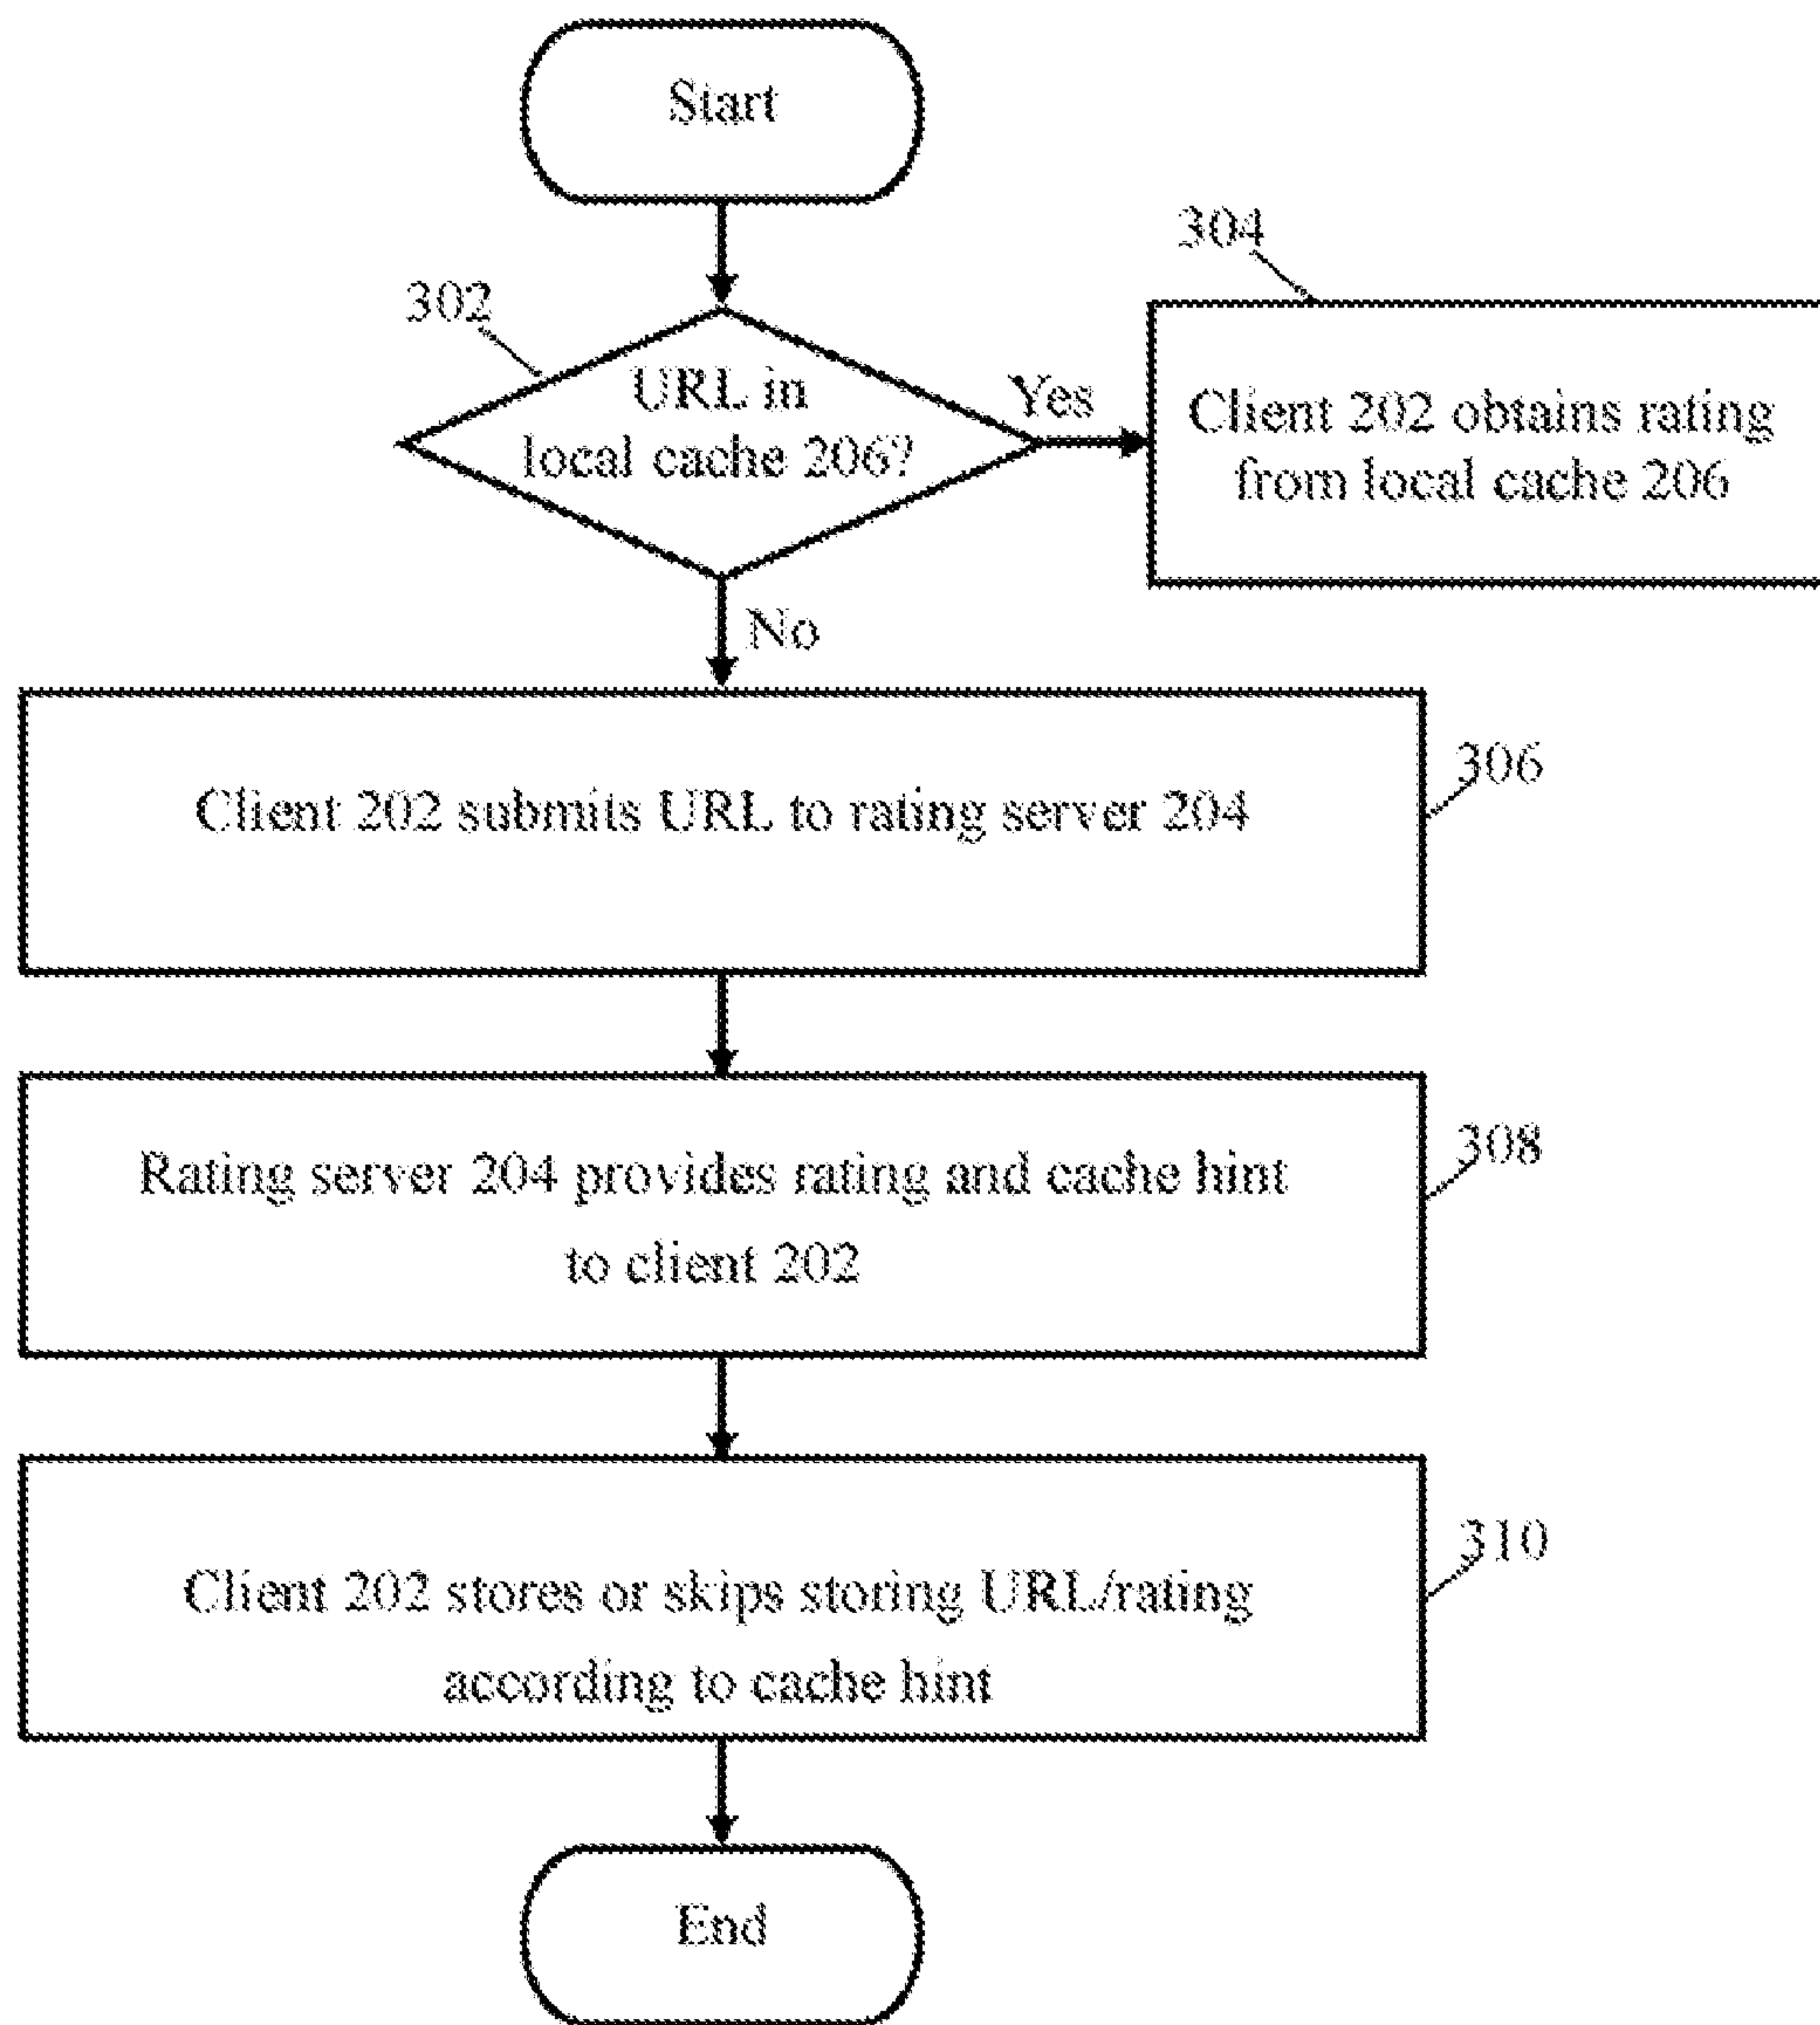 Start
304
302
URL in
local cache 206?
Yes
Client 202 obtains rating
from local cache 206
No
306
Client 202 submits URL to rating server 204
308
Rating server 204 provides rating and cache hint
to client 202
310
Client 202 stores or skips storing URL/rating
according to cache hint
End